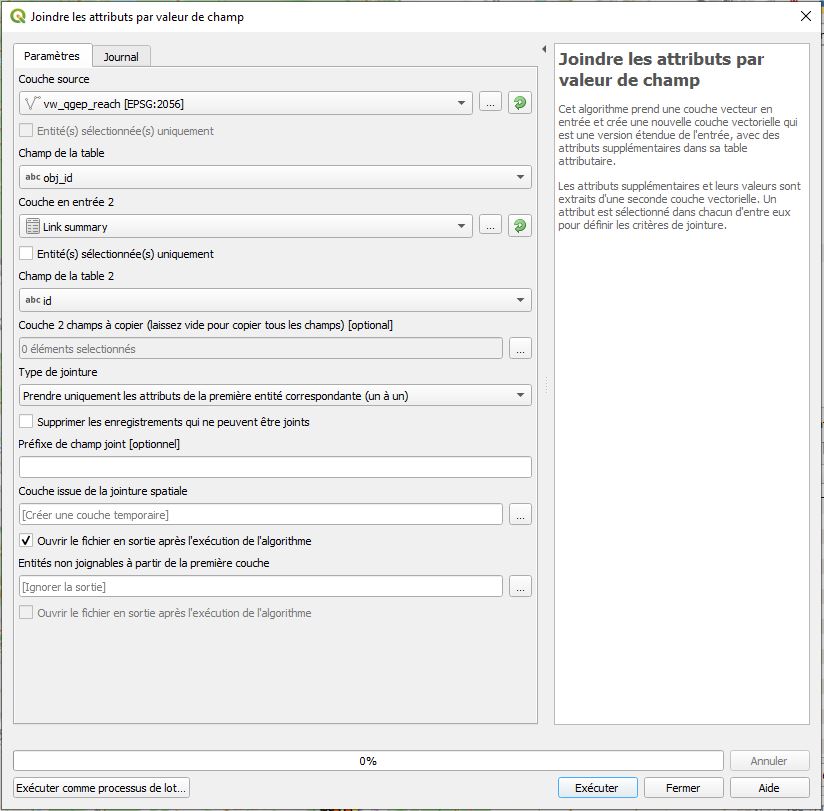 Joindre les attributs par valeur de champ
Paramètres
Journal
Couche source
vw_qgep_reach [EPSG:2056]
...
Entité(s) sélectionnée(s) uniquement
Champ de la table
abc obj_id
Couche en entrée 2
Link summary
...
Entité(s) sélectionnée(s) uniquement
Champ de la table 2
abc id
Couche 2 champs à copier (laissez vide pour copier tous les champs) [optional]
0 éléments selectionnés
...
Type de jointure
Prendre uniquement les attributs de la première entité correspondante (un à un)
Supprimer les enregistrements qui ne peuvent être joints
Préfixe de champ joint [optionnel]
Couche issue de la jointure spatiale
[Créer une couche temporaire]
...
Ouvrir le fichier en sortie après l'exécution de l'algorithme
Entités non joignables à partir de la première couche
[Ignorer la sortie]
...
Ouvrir le fichier en sortie après l'exécution de l'algorithme
Joindre les attributs par
valeur de champ
Cet algorithme prend une couche vecteur en
entrée et crée une nouvelle couche vectorielle qui
est une version étendue de l'entrée, avec des
attributs supplémentaires dans sa table
attributaire.
Les attributs supplémentaires et leurs valeurs sont
extraits d'une seconde couche vectorielle. Un
attribut est sélectionné dans chacun d'entre eux
pour définir les critères de jointure.
0%
Annuler
Exécuter comme processus de lot...
Exécuter
Fermer
Aide